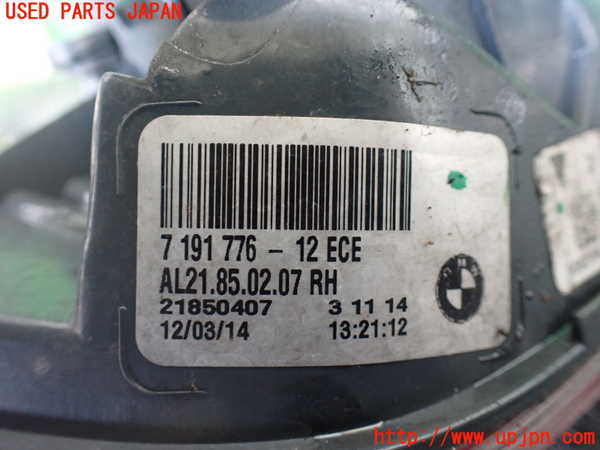 USED PARTS JAPAN
7 191 776 - 12 ECE
AL21.85.02.07 RH
21850407 3 11 14
12/03/14 13:21:12
U-PARTS
http://www.upjpn.com